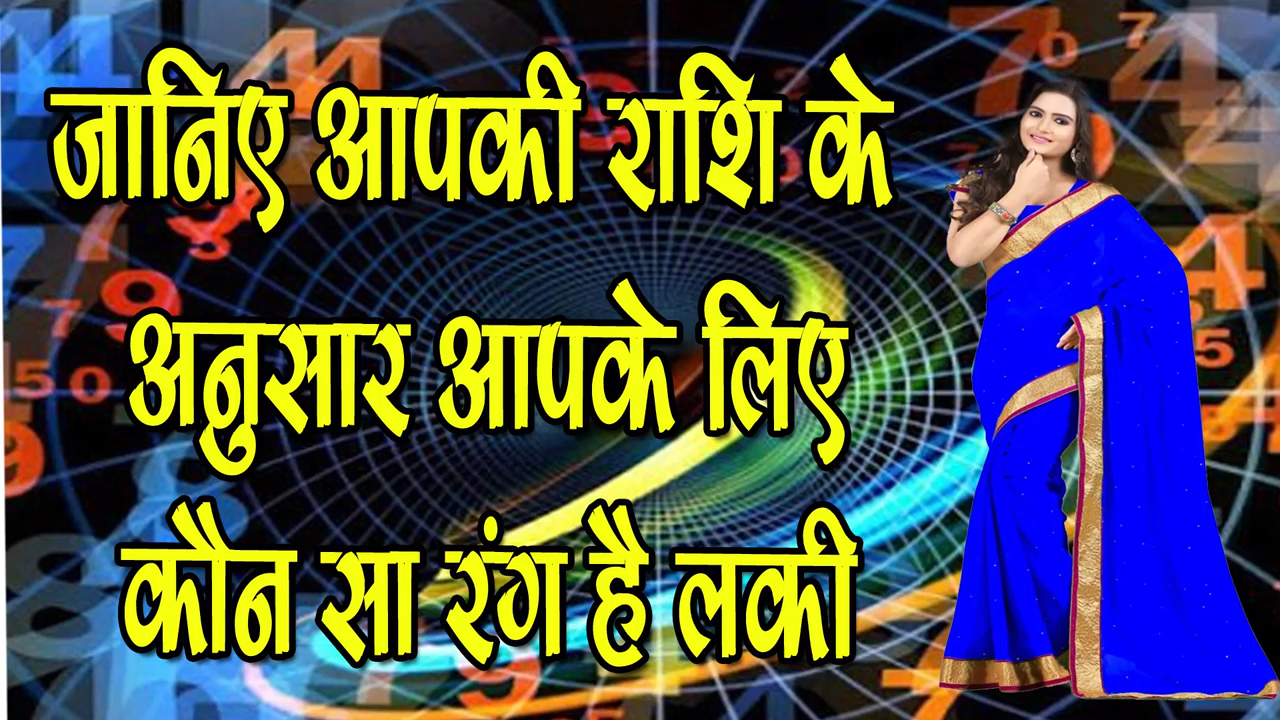 जानिए आपकी राशि के
अनुसार आपके लिए
कौन सा रंग है लकी